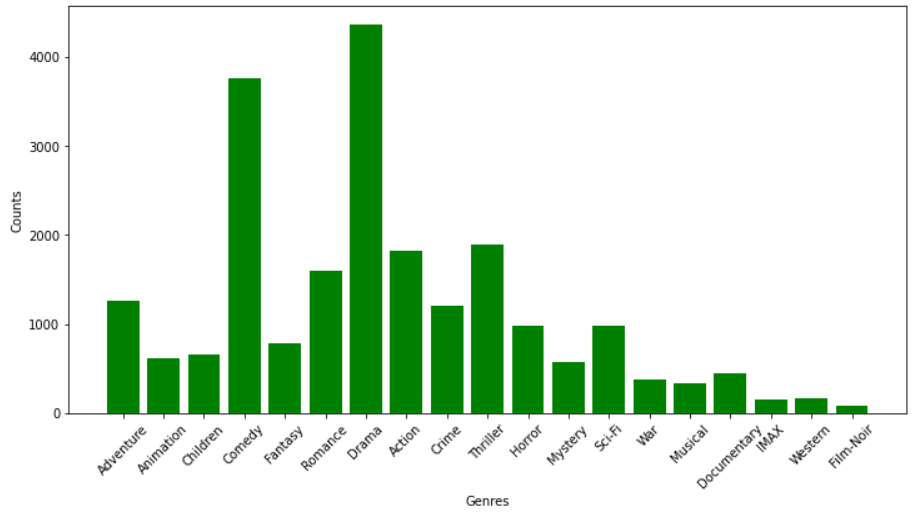 4000
3000
2000
1000
0
Counts
Adventure
Animation
Children
Comedy
Fantasy
Romance
Drama
Action
Crime
Thriller
Horror
Mystery
Sci-Fi
War
Musical
Documentary
IMAX
Western
Film-Noir
Genres